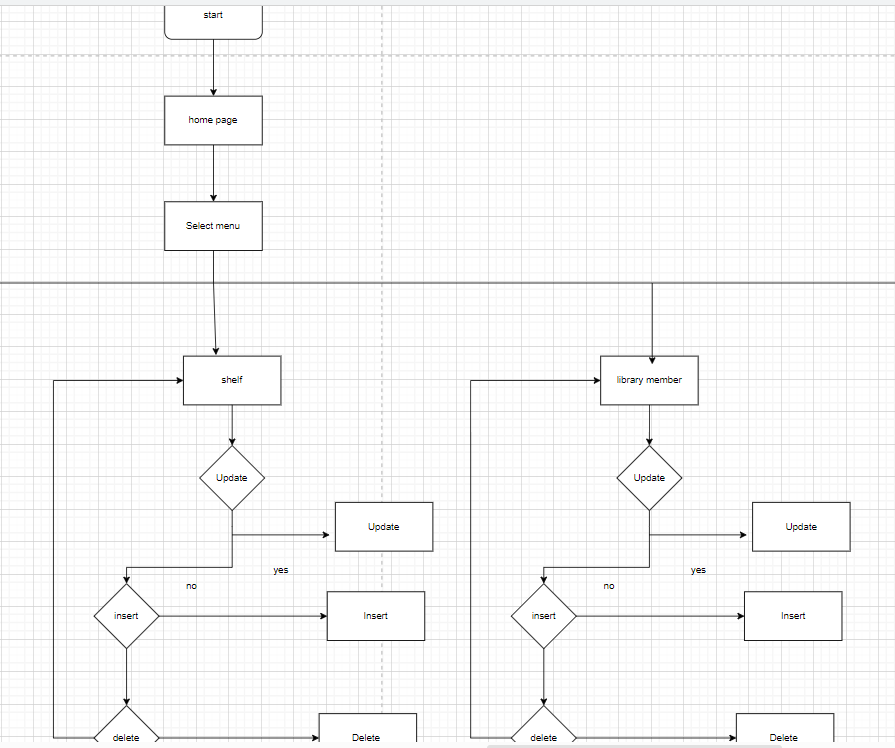 start
home page
Select menu
shelf
library member
Update
Update
Update
Update
yes
no
yes
no
insert
Insert
insert
Insert
delete
Delete
delete
Delete